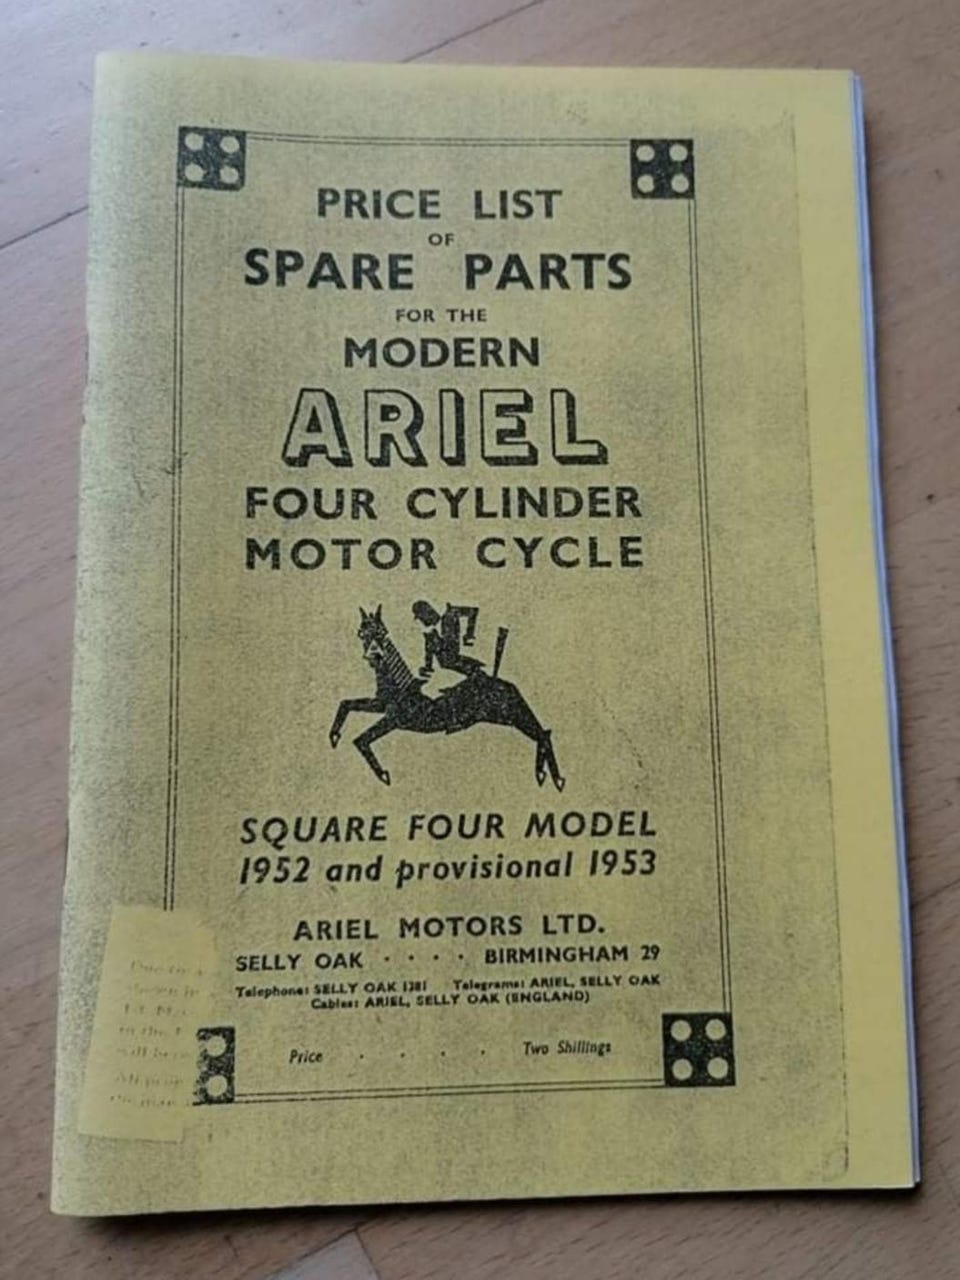 PRICE LIST
OF
SPARE PARTS
FOR THE
MODERN
ARIEL
FOUR CYLINDER
MOTOR CYCLE
SQUARE FOUR MODEL
1952 and provisional 1953
ARIEL MOTORS LTD.
SELLY OAK · · · · BIRMINGHAM 29
Telephone: SELLY OAK 1381 Telegrams: ARIEL, SELLY OAK
Cables: ARIEL, SELLY OAK (ENGLAND)
Price · · · · Two Shillings